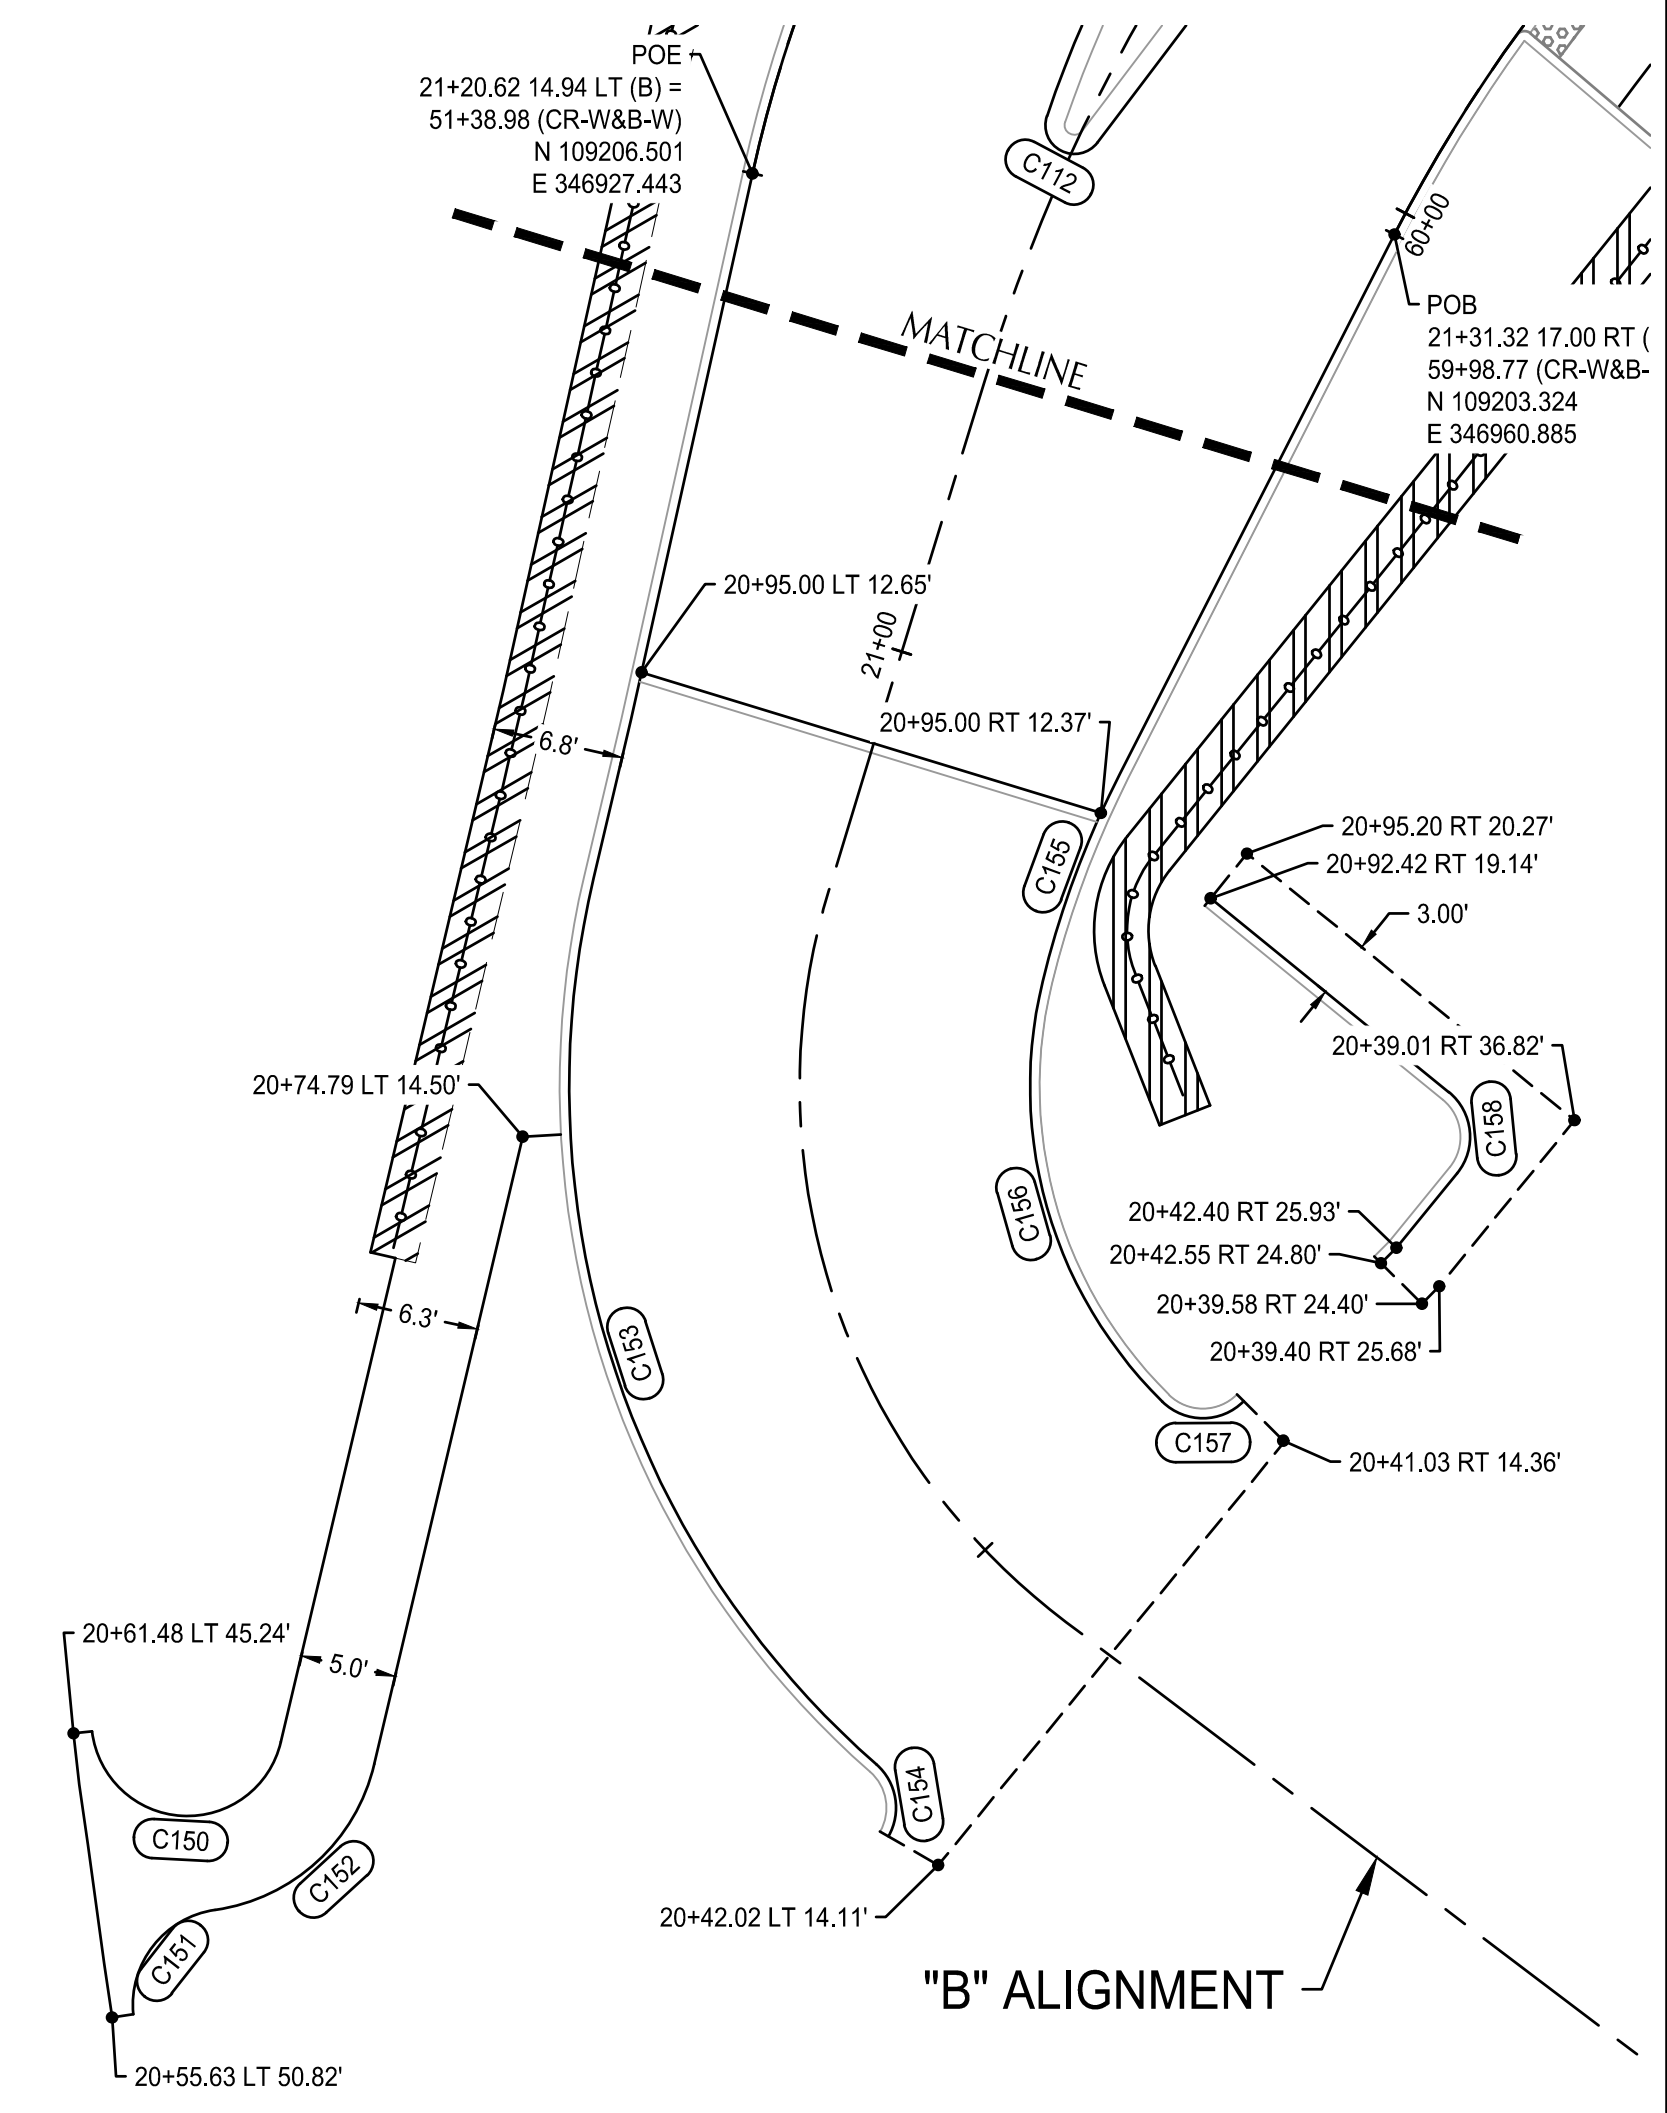 POE
21+20.62 14.94 LT (B) =
51+38.98 (CR-W&B-W)
N 109206.501
E 346927.443
C112
60+00
POB
21+31.32 17.00 RT (
59+98.77 (CR-W&B-
N 109203.324
E 346960.885
MATCHLINE
20+95.00 LT 12.65'
21+00
20+95.00 RT 12.37'
6.8'
20+95.20 RT 20.27'
20+92.42 RT 19.14'
C155
3.00'
20+39.01 RT 36.82'
20+74.79 LT 14.50'
C158
C156
20+42.40 RT 25.93'
20+42.55 RT 24.80'
20+39.58 RT 24.40'
6.3'
20+39.40 RT 25.68'
C153
C157
20+41.03 RT 14.36'
20+61.48 LT 45.24'
5.0'
C154
C150
C152
20+42.02 LT 14.11'
C151
"B" ALIGNMENT
20+55.63 LT 50.82'